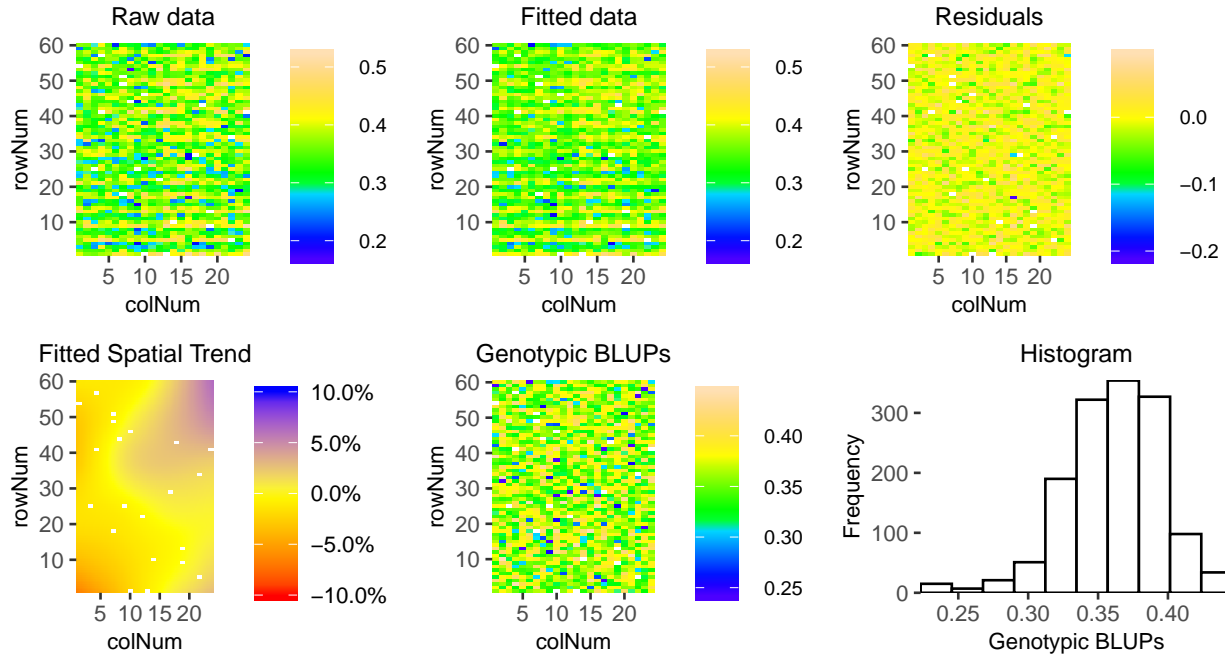 Raw data
60
50
40
30
20
10
rowNum
5 10 15 20
colNum
0.5
0.4
0.3
0.2
Fitted data
60
50
40
30
20
10
rowNum
5 10 15 20
colNum
0.5
0.4
0.3
0.2
Residuals
60
50
40
30
20
10
rowNum
5 10 15 20
colNum
0.0
−0.1
−0.2
Fitted Spatial Trend
60
50
40
30
20
10
rowNum
5 10 15 20
colNum
10.0%
5.0%
0.0%
−5.0%
−10.0%
Genotypic BLUPs
60
50
40
30
20
10
rowNum
5 10 15 20
colNum
0.40
0.35
0.30
0.25
Histogram
300
200
100
0
Frequency
0.25 0.30 0.35 0.40
Genotypic BLUPs